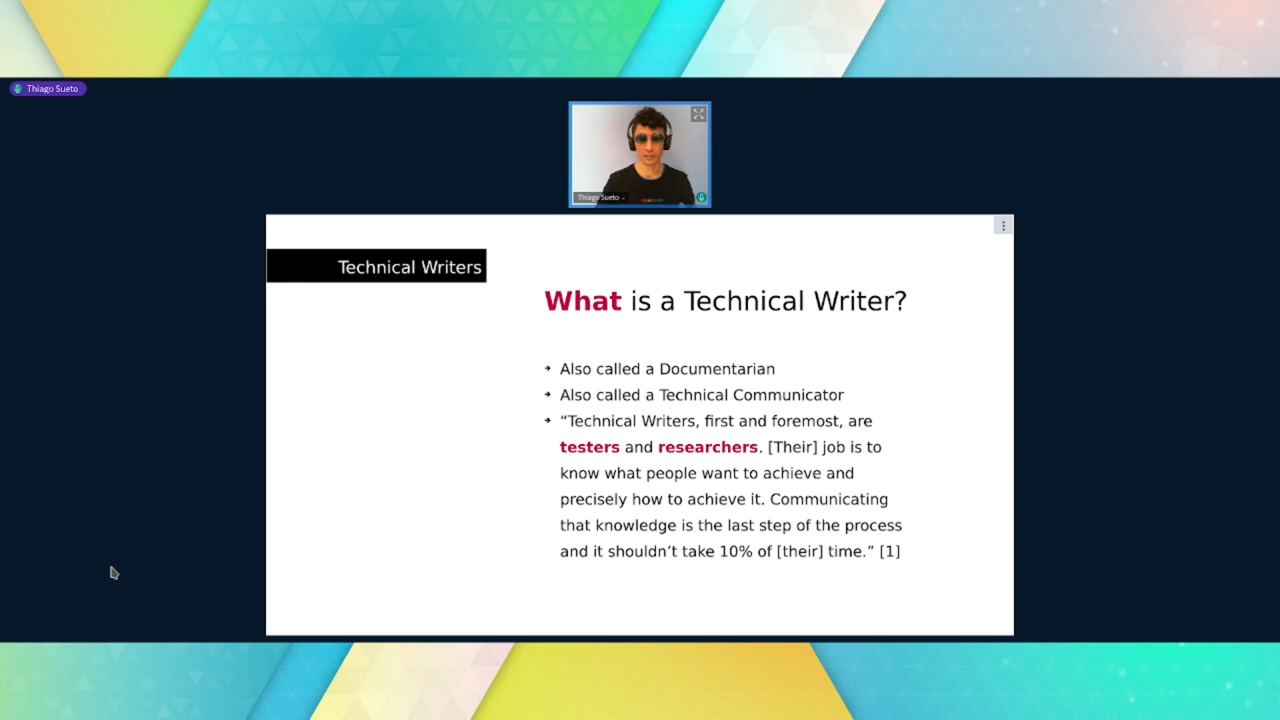 Thiago Sueto
Thiago Sueto
Technical Writers
What is a Technical Writer?
Also called a Documentarian
Also called a Technical Communicator
“Technical Writers, first and foremost, are
testers and researchers. [Their] job is to
know what people want to achieve and
precisely how to achieve it. Communicating
that knowledge is the last step of the process
and it shouldn’t take 10% of [their] time.” [1]